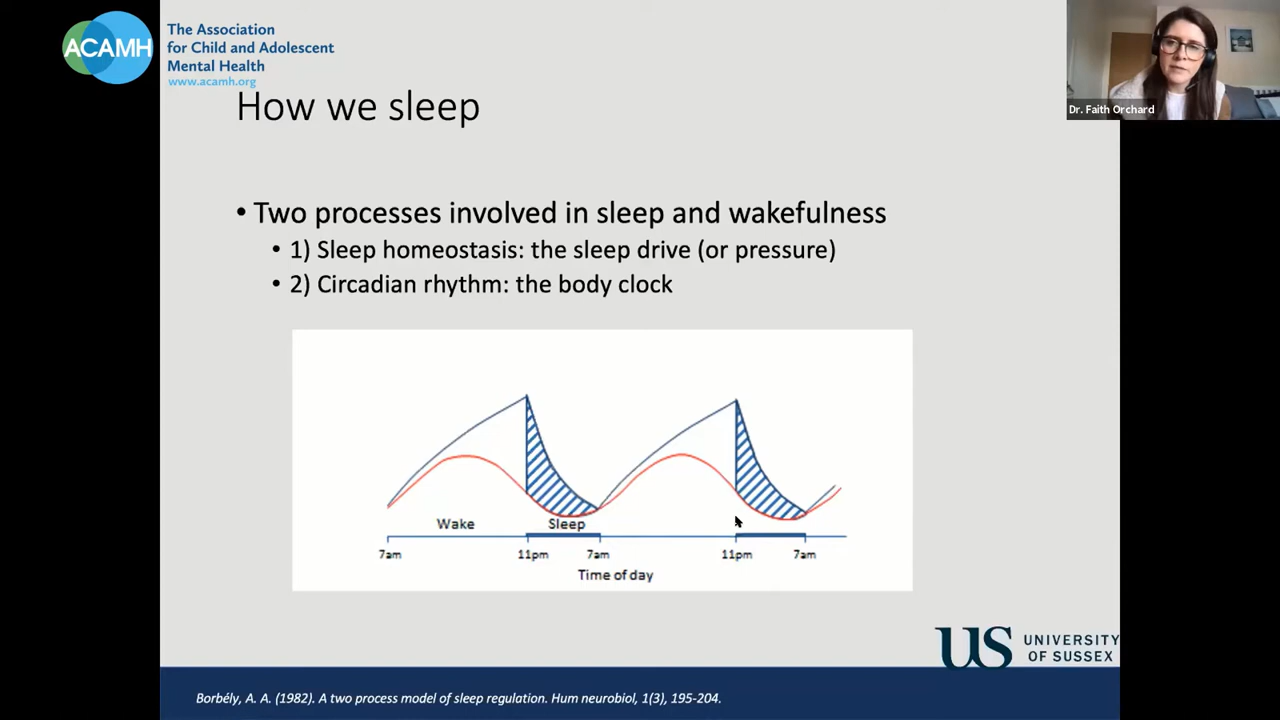 ACAMH
The Association
for Child and Adolescent
Mental Health
www.acamh.org
Dr. Faith Orchard
How we sleep
• Two processes involved in sleep and wakefulness
• 1) Sleep homeostasis: the sleep drive (or pressure)
• 2) Circadian rhythm: the body clock
Wake
Sleep
7am
11pm
7am
11pm
7am
Time of day
US
UNIVERSITY
OF SUSSEX
Borbély, A. A. (1982). A two process model of sleep regulation. Hum neurobiol, 1(3), 195-204.